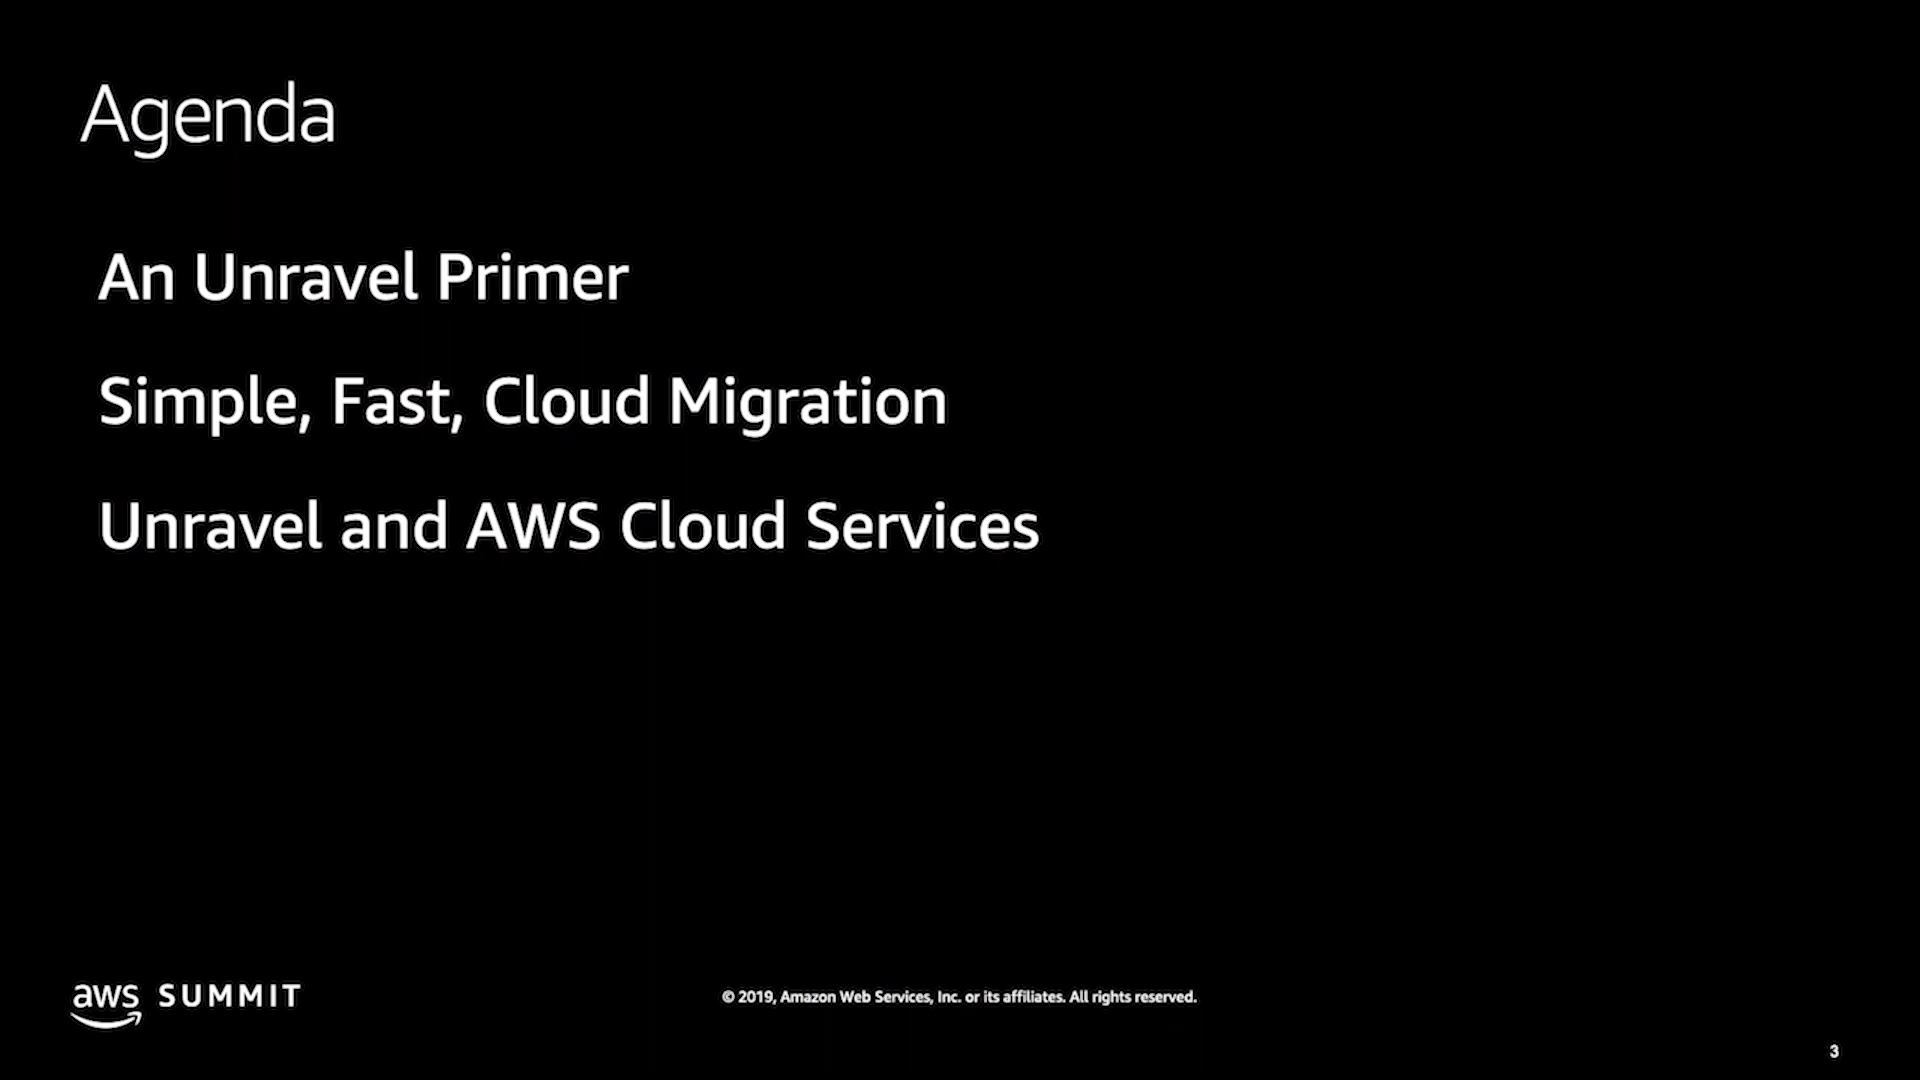 Agenda
An Unravel Primer
Simple, Fast, Cloud Migration
Unravel and AWS Cloud Services
aws SUMMIT
© 2019, Amazon Web Services, Inc. or its affiliates. All rights reserved.
3